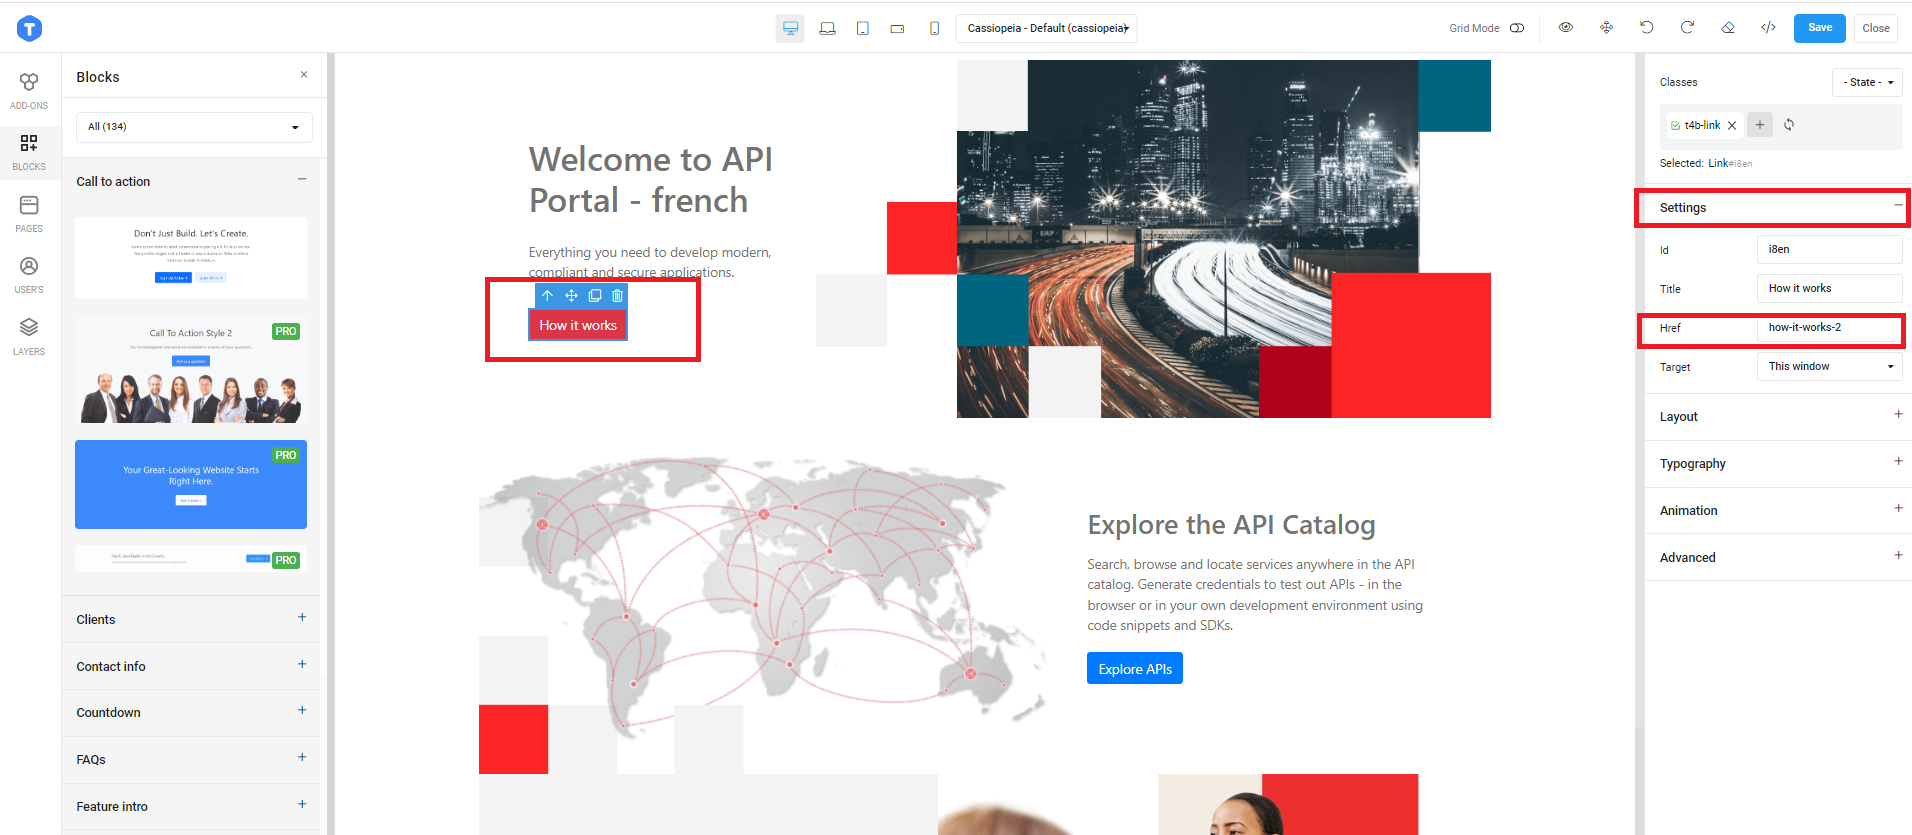 Cassiopeia - Default (cassiopeia)
Grid Mode
Save
Close
ADD-ONS
BLOCKS
PAGES
USER'S
LAYERS
Blocks
All (134)
Call to action
Don't Just Build. Let's Create.
Call To Action Style 2
PRO
PRO
Your Great-Looking Website Starts
Right Here.
PRO
Clients
Contact info
Countdown
FAQs
Feature intro
Welcome to API
Portal - french
Everything you need to develop modern,
compliant and secure applications.
How it works
ERP
Explore the API Catalog
Search, browse and locate services anywhere in the API
catalog. Generate credentials to test out APIs - in the
browser or in your own development environment using
code snippets and SDKs.
Explore APIs
Classes
- State -
t4b-link
Selected: Link#i8en
Settings
Id
i8en
Title
How it works
Href
how-it-works-2
Target
This window
Layout
Typography
Animation
Advanced